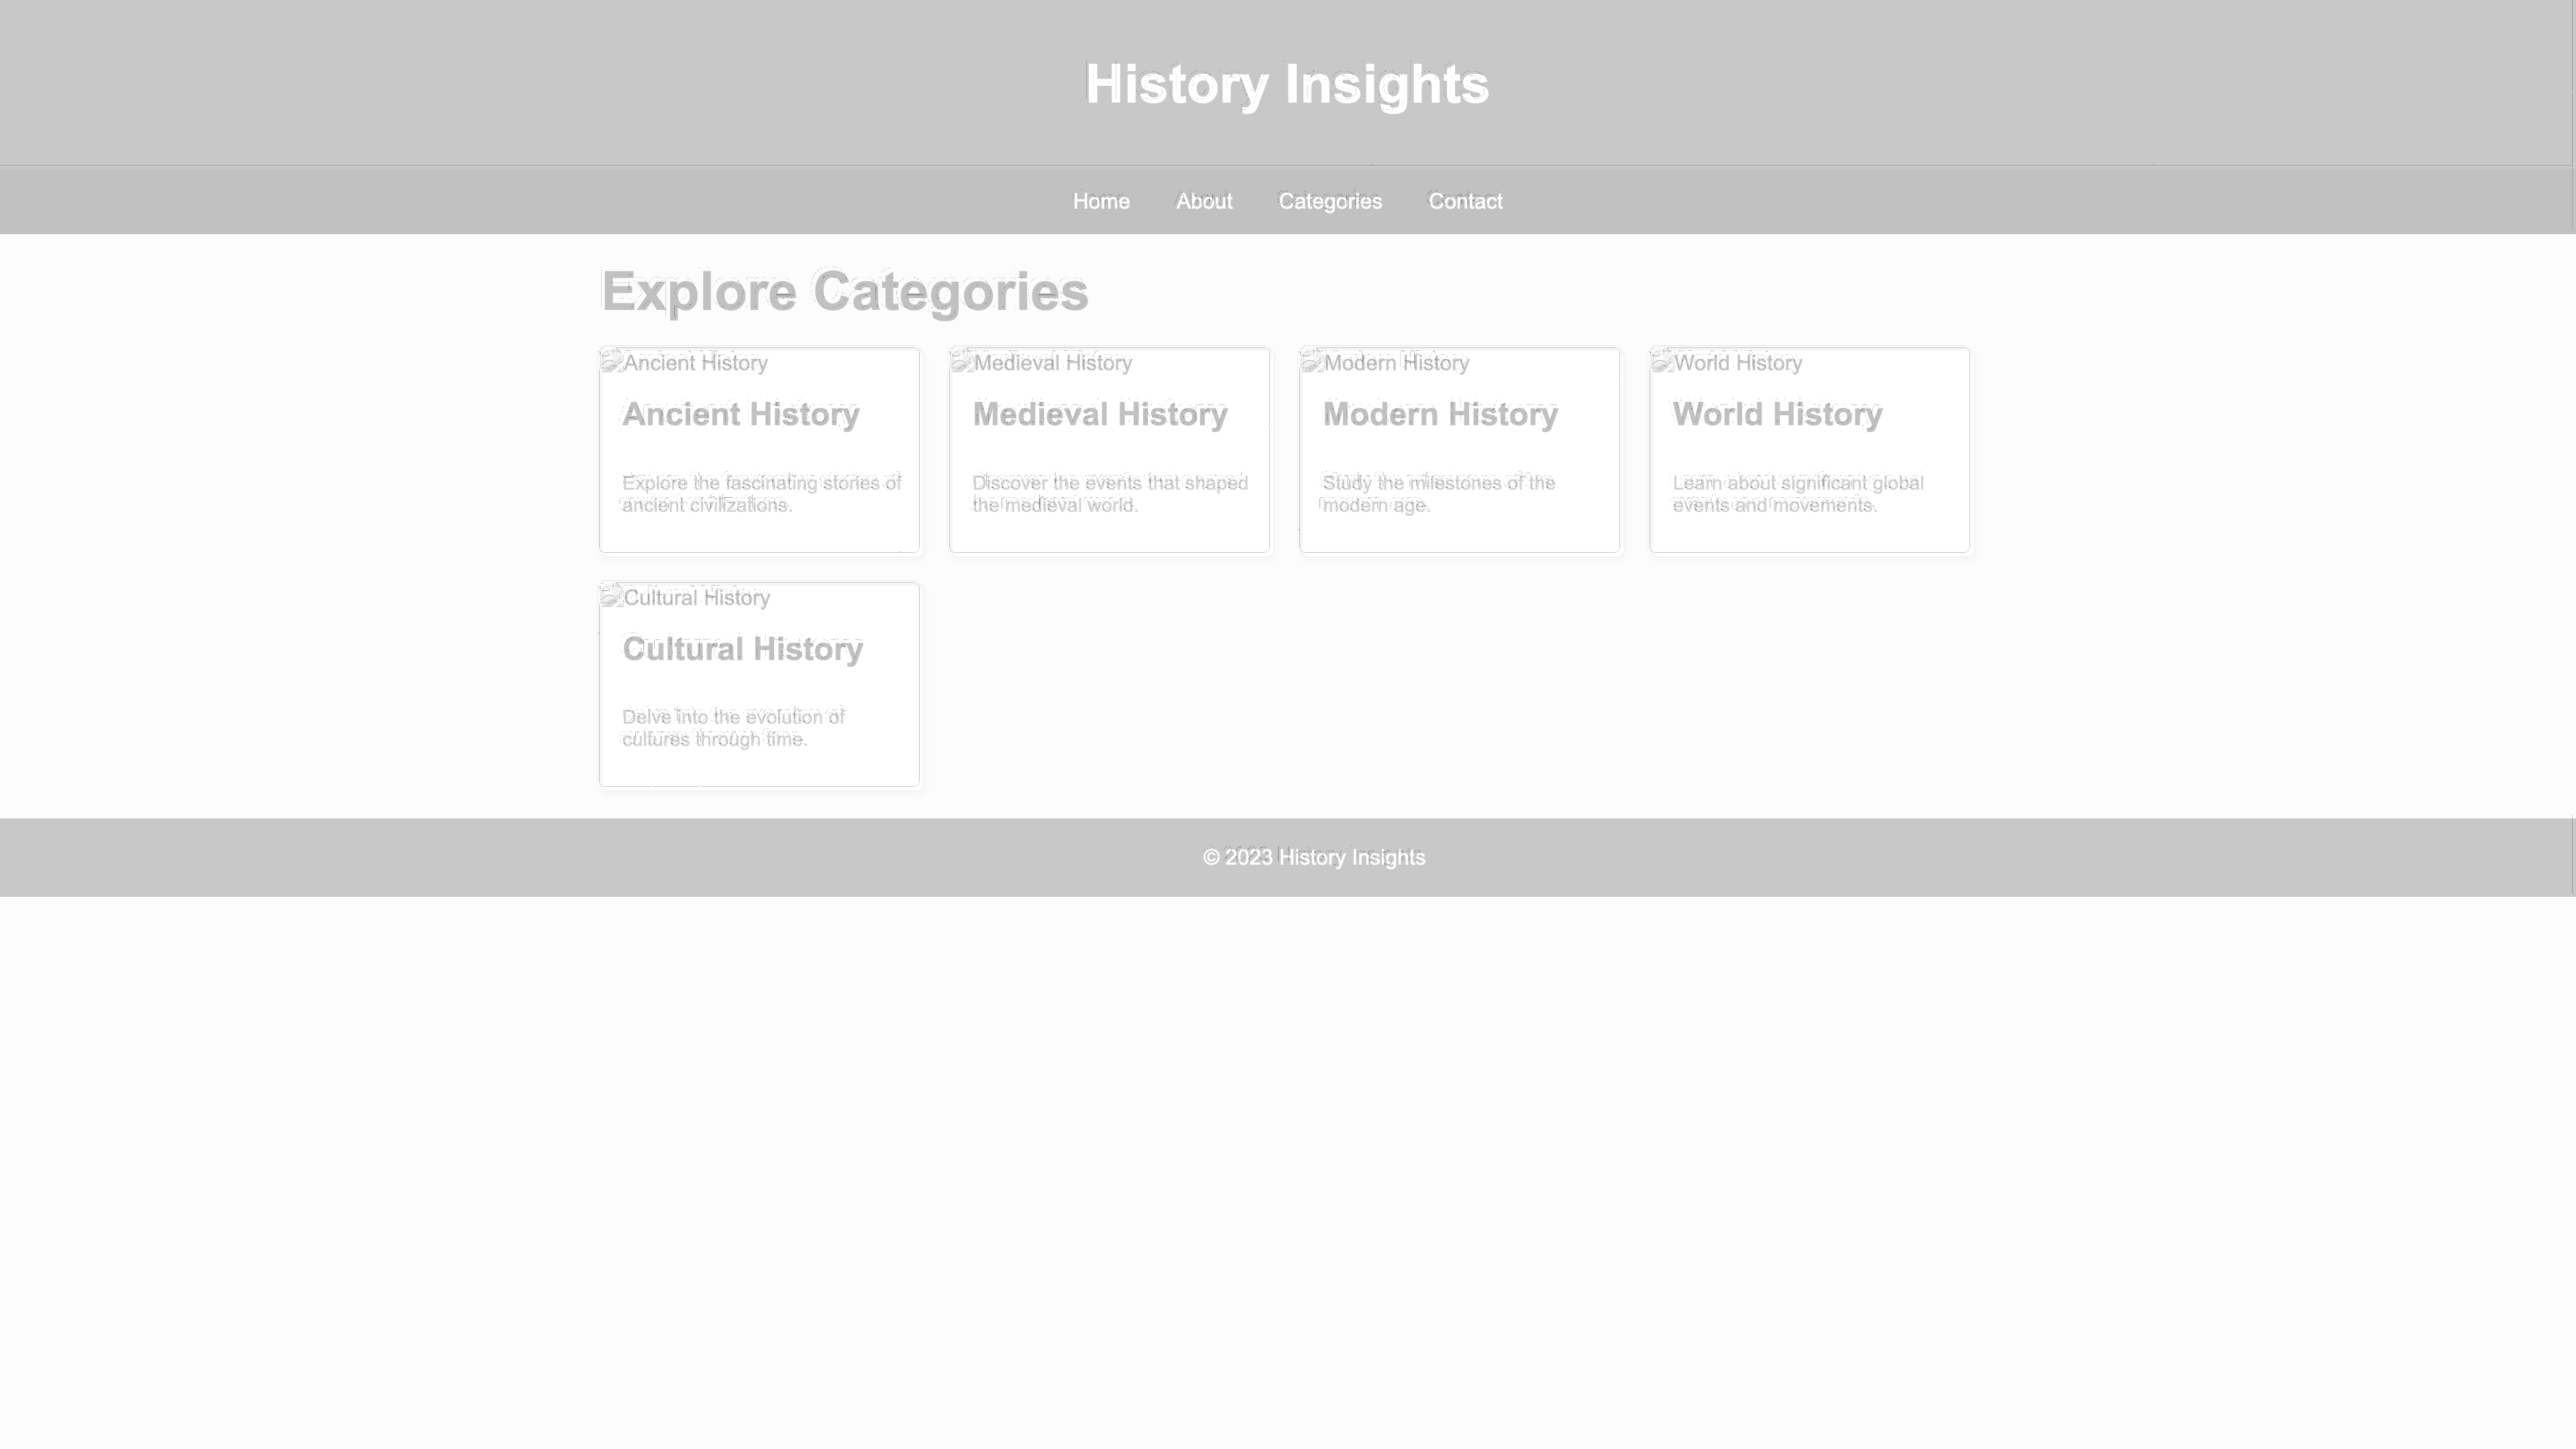 History Insights
Home About Categories Contact
Explore Categories
Ancient History
Ancient History
Explore the fascinating stories of
ancient civilizations.
Medieval History
Medieval History
Discover the events that shaped
the medieval world.
Modern History
Modern History
Study the milestones of the
modern age.
World History
World History
Learn about significant global
events and movements.
Cultural History
Cultural History
Delve into the evolution of
cultures through time.
© 2023 History Insights